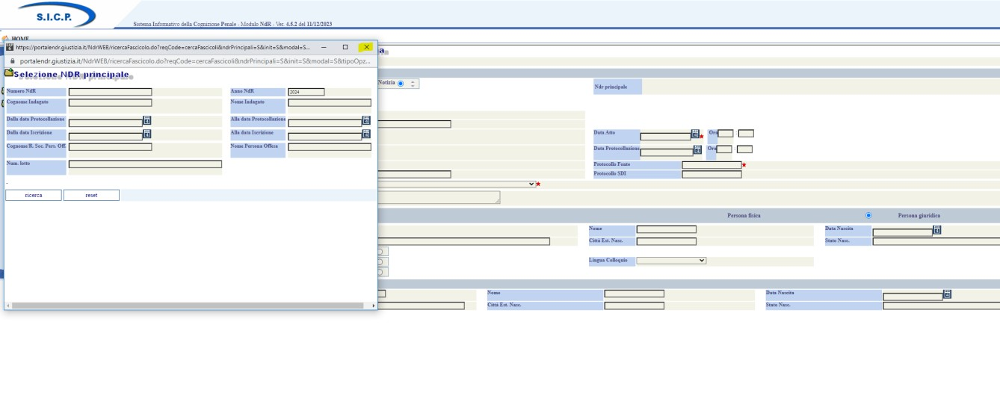 S.I.C.P.
Sistema Informativo della Cognizione Penale - Modulo NdR - Ver. 4.5.2 del 11/12/2023
HOME
https://portalendr.giustizia.it/NdrWEB/ricercaFascicolo.do?reqCode=cercaFascicoli&ndrPrincipali=S&init=S&modal=S...
portalendr.giustizia.it/NdrWEB/ricercaFascicolo.do?reqCode=cercaFascicoli&ndrPrincipali=S&init=S&modal=S&tipoOpz...
Selezione NDR principale
Numero NdR
Anno NdR 2024
Cognome Indagato
Nome Indagato
Dalla data Protocollazione
Alla data Protocollazione
Dalla data Iscrizione
Alla data Iscrizione
Cognome/R. Soc. Pers. Off.
Nome Persona Offesa
Num. lotto
-
ricerca
reset
a
Notizia
Ndr principale
Data Atto
Ora :
Data Protocollazione
Ora :
Protocollo Fonte
Protocollo SDI
Persona fisica
Persona giuridica
Nome
Data Nascita
Città Est. Nasc.
Stato Nasc.
Lingua Colloquio
Nome
Data Nascita
Città Est. Nasc.
Stato Nasc.